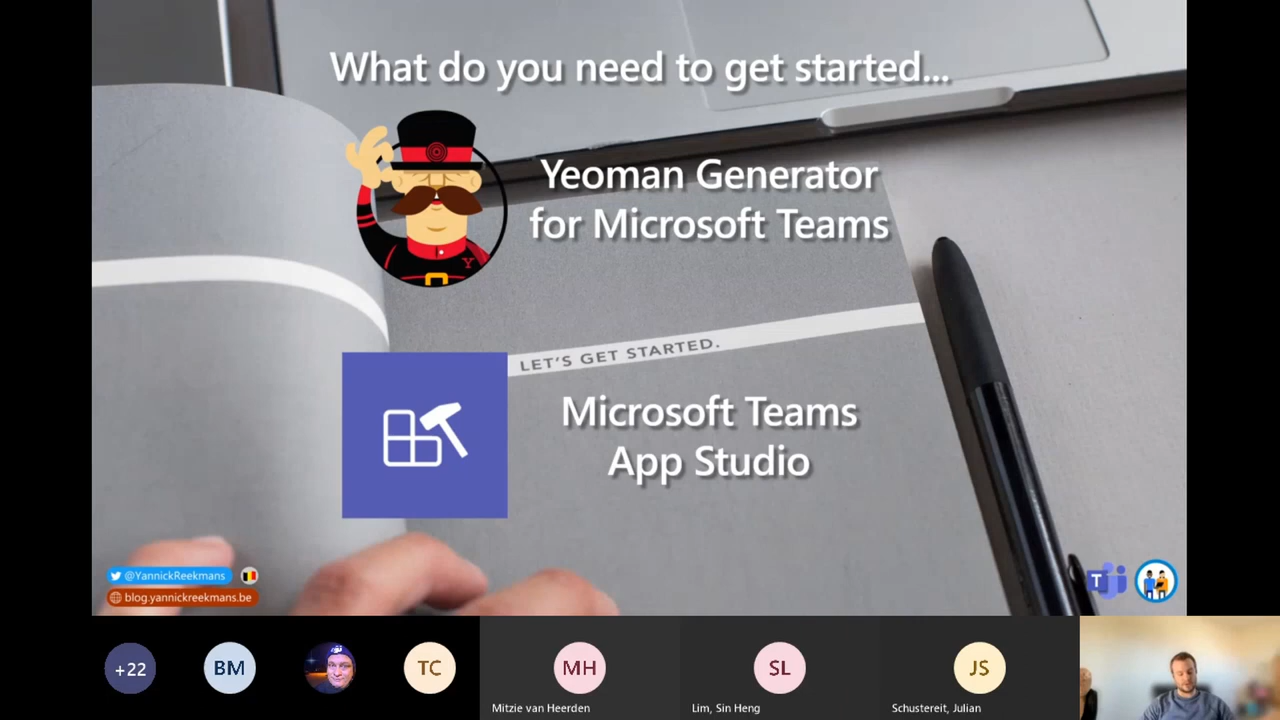 What do you need to get started...
Yeoman Generator
for Microsoft Teams
Y
LET'S GET STARTED.
Microsoft Teams
App Studio
@YannickReekmans
blog.yannickreekmans.be
T
+22
BM
TC
MH
SL
JS
Mitzie van Heerden
Lim, Sin Heng
Schustereit, Julian